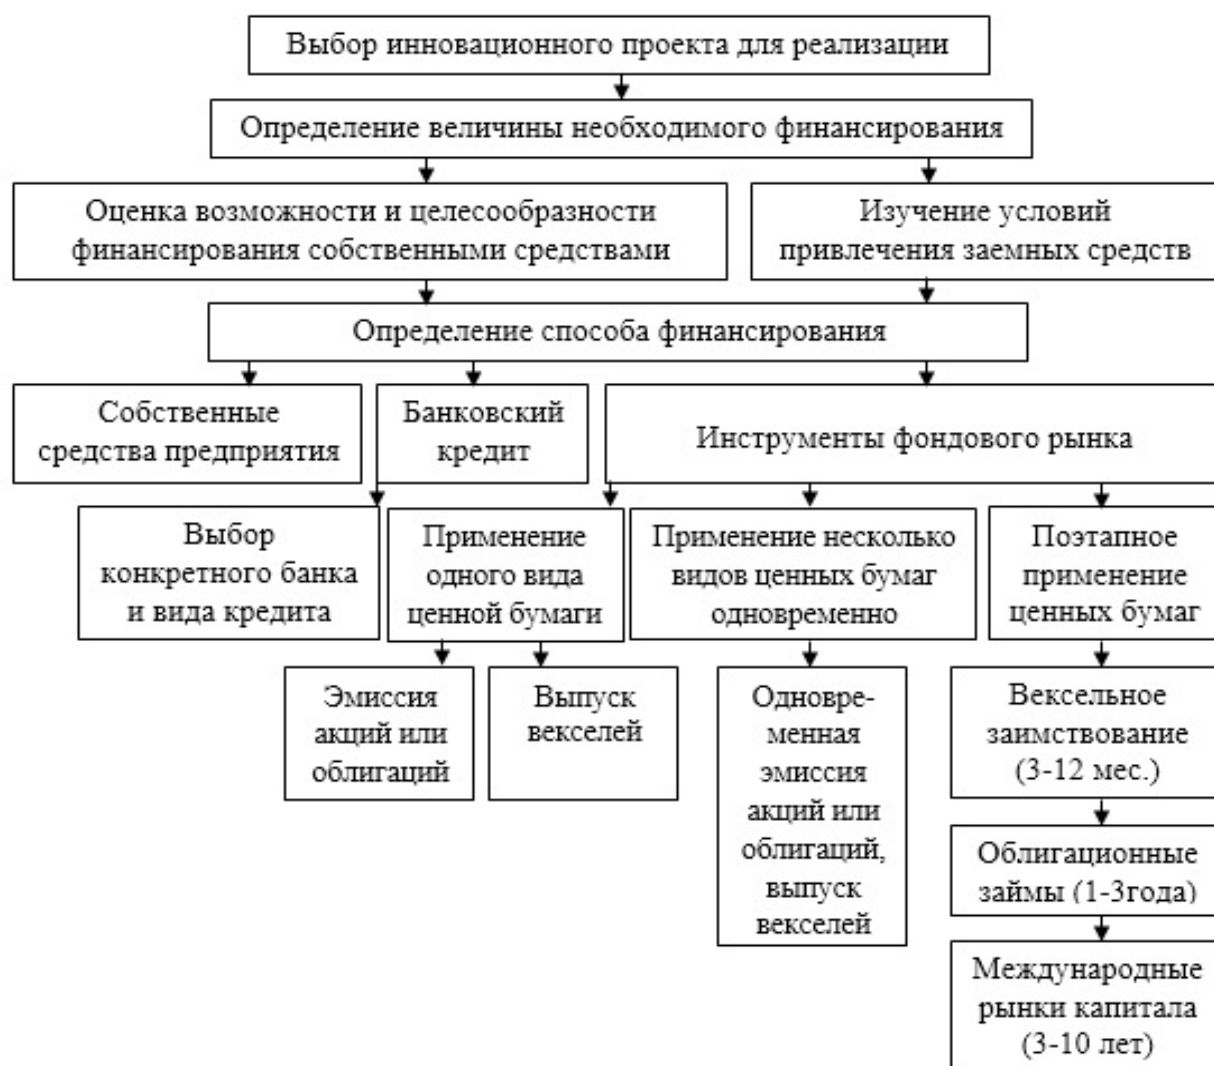 Выбор инновационного проекта для реализации
Определение величины необходимого финансирования
Оценка возможности и целесообразности
финансирования собственными средствами
Изучение условий
привлечения заемных средств
Определение способа финансирования
Собственные
средства предприятия
Банковский
кредит
Инструменты фондового рынка
Выбор
конкретного банка
и вида кредита
Применение
одного вида
ценной бумаги
Применение несколько
видов ценных бумаг
одновременно
Поэтапное
применение
ценных бумаг
Эмиссия
акций или
облигаций
Выпуск
векселей
Одновре-
менная
эмиссия
акций или
облигаций,
выпуск
векселей
Вексельное
заимствование
(3-12 мес.)
Облигационные
займы (1-3года)
Международные
рынки капитала
(3-10 лет)